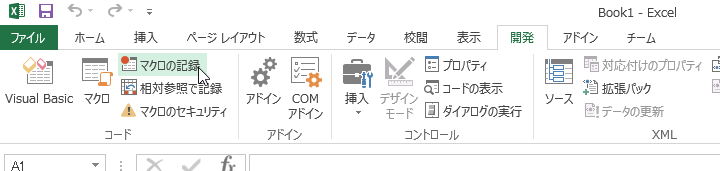 Book1 - Excel
ファイル ホーム 挿入 ページ レイアウト 数式 データ 校閲 表示 開発 アドイン チーム
Visual Basic
マクロ
マクロの記録
相対参照で記録
マクロのセキュリティ
コード
アドイン
COM
アドイン
アドイン
挿入
デザイン
モード
プロパティ
コードの表示
ダイアログの実行
コントロール
ソース
対応付けのプロパティ
拡張パック
データの更新
XML
A1
fx